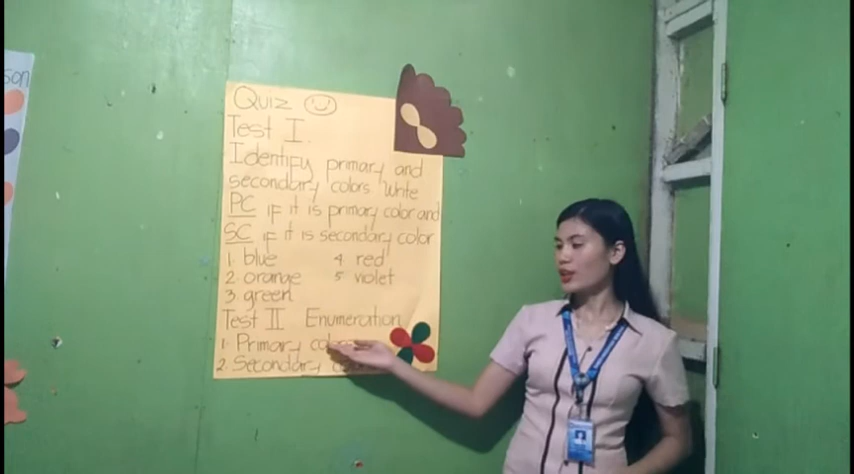 son
Quiz
Test I.
Identify primary and
secondary colors. Write
PC if it is primary color and
SC if it is secondary color
1. blue 4. red
2. orange 5. violet
3. green
Test II Enumeration
1. Primary colors
2. Secondary